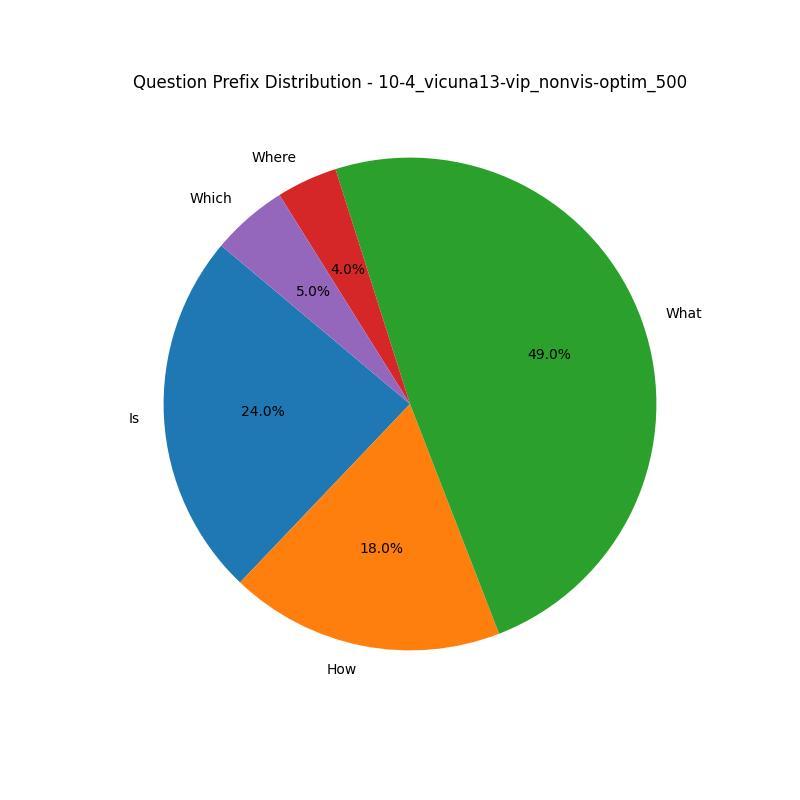 Question Prefix Distribution - 10-4_vicuna13-vip_nonvis-optim_500
Where
Which
4.0%
5.0%
What
49.0%
24.0%
Is
18.0%
How